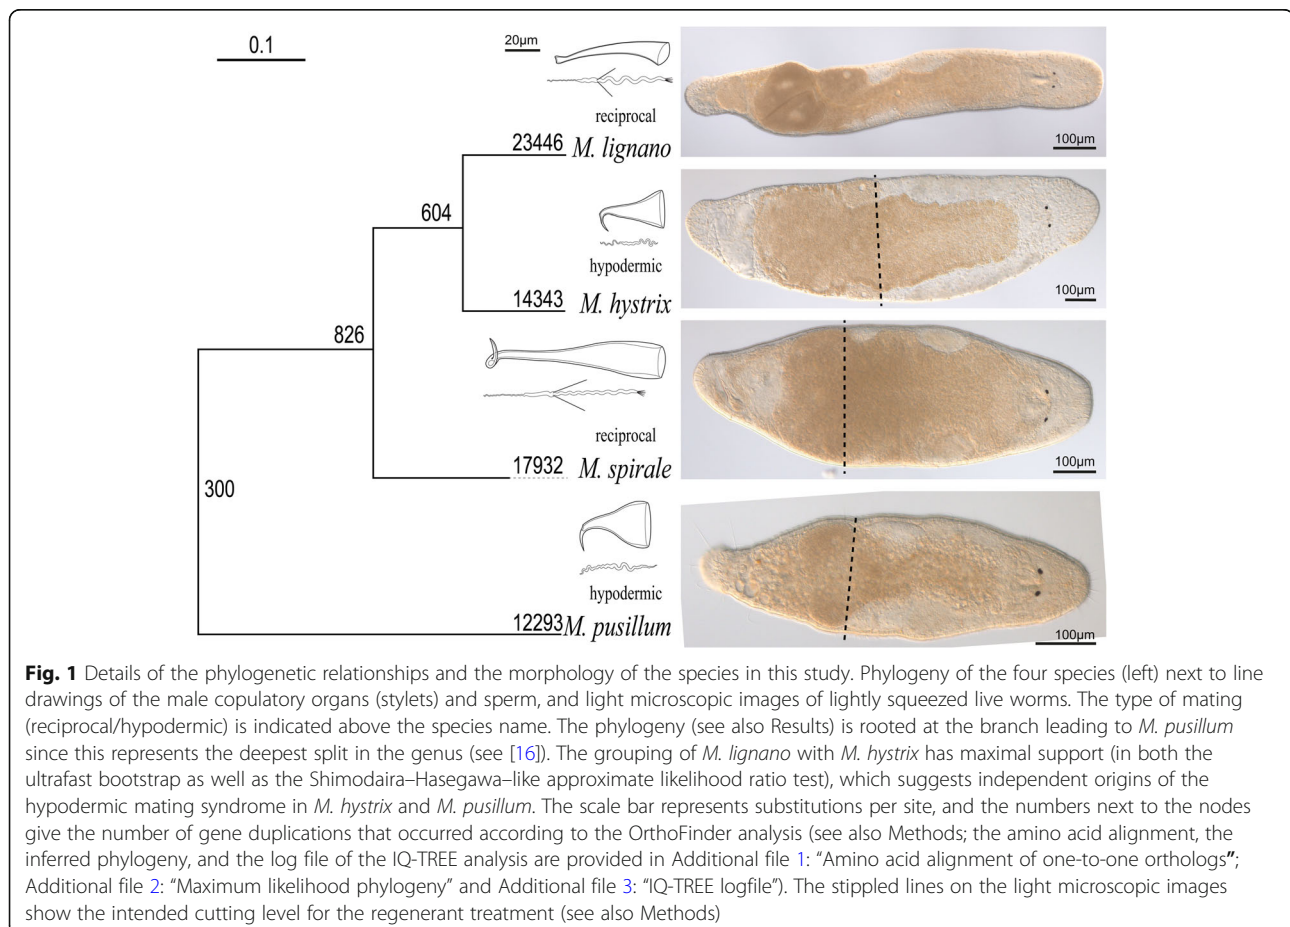 0.1
20µm
reciprocal
23446 M. lignano
100µm
604
hypodermic
14343 M. hystrix
100µm
826
reciprocal
17932 M. spirale
100µm
300
hypodermic
12293 M. pusillum
100µm
Fig. 1 Details of the phylogenetic relationships and the morphology of the species in this study. Phylogeny of the four species (left) next to line
drawings of the male copulatory organs (stylets) and sperm, and light microscopic images of lightly squeezed live worms. The type of mating
(reciprocal/hypodermic) is indicated above the species name. The phylogeny (see also Results) is rooted at the branch leading to M. pusillum
since this represents the deepest split in the genus (see [16]). The grouping of M. lignano with M. hystrix has maximal support (in both the
ultrafast bootstrap as well as the Shimodaira–Hasegawa–like approximate likelihood ratio test), which suggests independent origins of the
hypodermic mating syndrome in M. hystrix and M. pusillum. The scale bar represents substitutions per site, and the numbers next to the nodes
give the number of gene duplications that occurred according to the OrthoFinder analysis (see also Methods; the amino acid alignment, the
inferred phylogeny, and the log file of the IQ-TREE analysis are provided in Additional file 1: “Amino acid alignment of one-to-one orthologs”;
Additional file 2: “Maximum likelihood phylogeny” and Additional file 3: “IQ-TREE logfile”). The stippled lines on the light microscopic images
show the intended cutting level for the regenerant treatment (see also Methods)